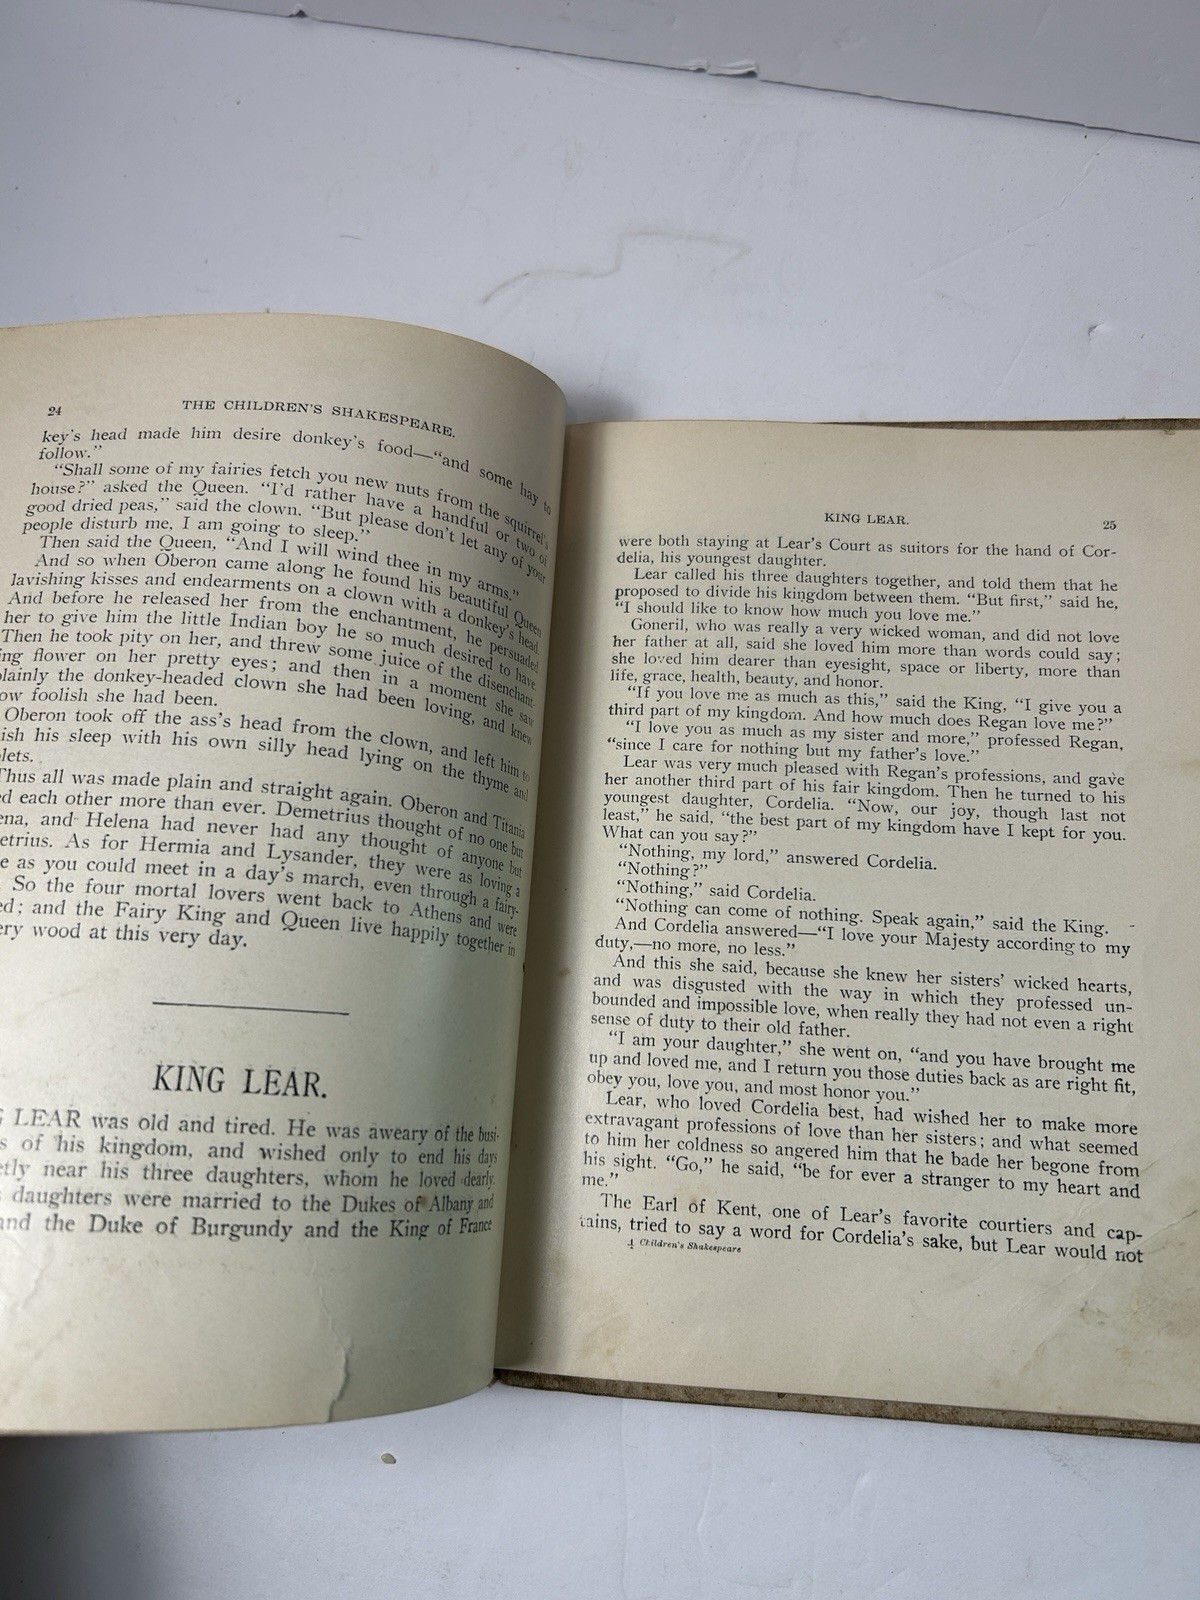 24
THE CHILDREN'S SHAKESPEARE.
key's head made him desire donkey's food—"and some hay to
follow."
"Shall some of my fairies fetch you new nuts from the squirrel's
house?" asked the Queen. "I'd rather have a handful or two of
good dried peas," said the clown. "But please don't let any of your
people disturb me, I am going to sleep."
Then said the Queen, "And I will wind thee in my arms."
And so when Oberon came along he found his beautiful Queen
lavishing kisses and endearments on a clown with a donkey's head.
And before he released her from the enchantment, he persuaded
her to give him the little Indian boy he so much desired to have.
Then he took pity on her, and threw some juice of the disenchant-
ing flower on her pretty eyes; and then in a moment she saw
plainly the donkey-headed clown she had been loving, and knew
ow foolish she had been.
Oberon took off the ass's head from the clown, and left him to
ish his sleep with his own silly head lying on the thyme and
lets.
Thus all was made plain and straight again. Oberon and Titania
ed each other more than ever. Demetrius thought of no one but
ena, and Helena had never had any thought of anyone but
etrius. As for Hermia and Lysander, they were as loving a
e as you could meet in a day's march, even through a fairy-
So the four mortal lovers went back to Athens and were
ed; and the Fairy King and Queen live happily together in
ery wood at this very day.
KING LEAR.
G LEAR was old and tired. He was aweary of the busi-
s of his kingdom, and wished only to end his days
etly near his three daughters, whom he loved dearly.
daughters were married to the Dukes of Albany and
and the Duke of Burgundy and the King of France
KING LEAR.
25
were both staying at Lear's Court as suitors for the hand of Cor-
delia, his youngest daughter.
Lear called his three daughters together, and told them that he
proposed to divide his kingdom between them. "But first," said he,
"I should like to know how much you love me."
Goneril, who was really a very wicked woman, and did not love
her father at all, said she loved him more than words could say;
she loved him dearer than eyesight, space or liberty, more than
life, grace, health, beauty, and honor.
"If you love me as much as this," said the King, "I give you a
third part of my kingdom. And how much does Regan love me?"
"I love you as much as my sister and more," professed Regan,
"since I care for nothing but my father's love."
Lear was very much pleased with Regan's professions, and gave
her another third part of his fair kingdom. Then he turned to his
youngest daughter, Cordelia. "Now, our joy, though last not
least," he said, "the best part of my kingdom have I kept for you.
What can you say?"
"Nothing, my lord," answered Cordelia.
"Nothing?"
"Nothing," said Cordelia.
"Nothing can come of nothing. Speak again," said the King.
And Cordelia answered—"I love your Majesty according to my
duty,—no more, no less."
And this she said, because she knew her sisters' wicked hearts,
and was disgusted with the way in which they professed un-
bounded and impossible love, when really they had not even a right
sense of duty to their old father.
"I am your daughter," she went on, "and you have brought me
up and loved me, and I return you those duties back as are right fit,
obey you, love you, and most honor you."
Lear, who loved Cordelia best, had wished her to make more
extravagant professions of love than her sisters; and what seemed
to him her coldness so angered him that he bade her begone from
his sight. "Go," he said, "be for ever a stranger to my heart and
me."
The Earl of Kent, one of Lear's favorite courtiers and cap-
tains, tried to say a word for Cordelia's sake, but Lear would not
4 Children's Shakespeare